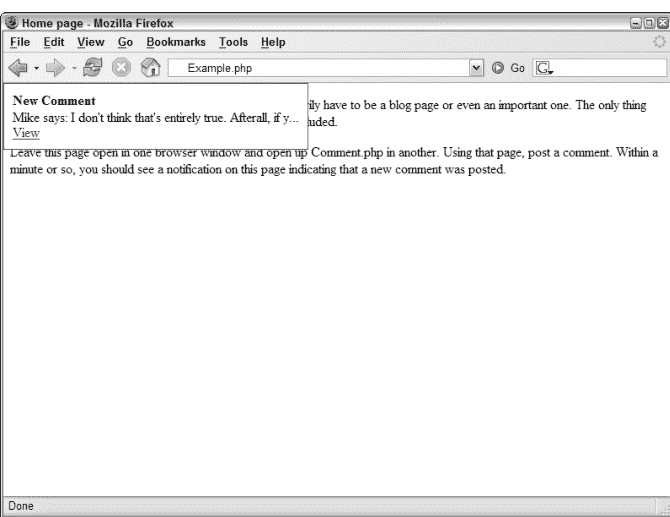 Home page - Mozilla Firefox
File Edit View Go Bookmarks Tools Help
Example.php
Go
G
New Comment
Mike says: I don't think that's entirely true. Afterall, if y...
View
ily have to be a blog page or even an important one. The only thing
uded.
Leave this page open in one browser window and open up Comment.php in another. Using that page, post a comment. Within a
minute or so, you should see a notification on this page indicating that a new comment was posted.
Done